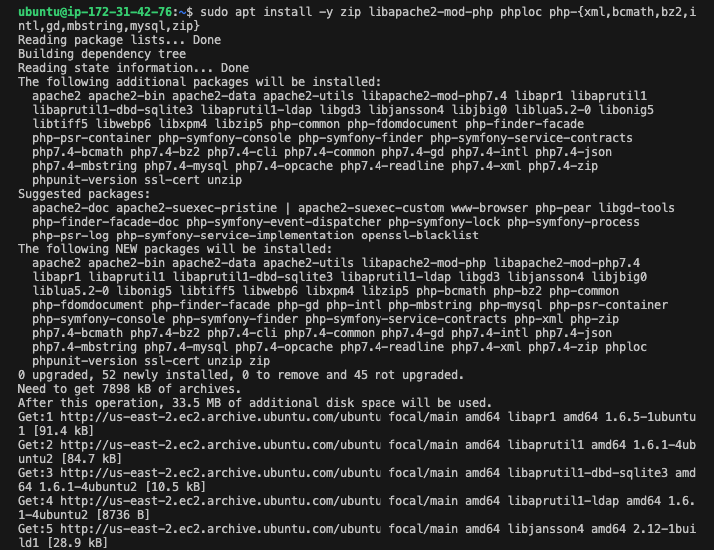 ubuntu@ip-172-31-42-76:~$ sudo apt install -y zip libapache2-mod-php phploc php-{xml,bcmath,bz2,i
ntl,gd,mbstring,mysql,zip}
Reading package lists... Done
Building dependency tree
Reading state information... Done
The following additional packages will be installed:
  apache2 apache2-bin apache2-data apache2-utils libapache2-mod-php7.4 libapr1 libaprutil1
  libaprutil1-dbd-sqlite3 libaprutil1-ldap libgd3 libjansson4 libjbig0 liblua5.2-0 libonig5
  libtiff5 libwebp6 libxpm4 libzip5 php-common php-fdomdocument php-finder-facade
  php-psr-container php-symfony-console php-symfony-finder php-symfony-service-contracts
  php7.4-bcmath php7.4-bz2 php7.4-cli php7.4-common php7.4-gd php7.4-intl php7.4-json
  php7.4-mbstring php7.4-mysql php7.4-opcache php7.4-readline php7.4-xml php7.4-zip
  phpunit-version ssl-cert unzip
Suggested packages:
  apache2-doc apache2-suexec-pristine | apache2-suexec-custom www-browser php-pear libgd-tools
  php-finder-facade-doc php-symfony-event-dispatcher php-symfony-lock php-symfony-process
  php-psr-log php-symfony-service-implementation openssl-blacklist
The following NEW packages will be installed:
  apache2 apache2-bin apache2-data apache2-utils libapache2-mod-php libapache2-mod-php7.4
  libapr1 libaprutil1 libaprutil1-dbd-sqlite3 libaprutil1-ldap libgd3 libjansson4 libjbig0
  liblua5.2-0 libonig5 libtiff5 libwebp6 libxpm4 libzip5 php-bcmath php-bz2 php-common
  php-fdomdocument php-finder-facade php-gd php-intl php-mbstring php-mysql php-psr-container
  php-symfony-console php-symfony-finder php-symfony-service-contracts php-xml php-zip
  php7.4-bcmath php7.4-bz2 php7.4-cli php7.4-common php7.4-gd php7.4-intl php7.4-json
  php7.4-mbstring php7.4-mysql php7.4-opcache php7.4-readline php7.4-xml php7.4-zip phploc
  phpunit-version ssl-cert unzip zip
0 upgraded, 52 newly installed, 0 to remove and 45 not upgraded.
Need to get 7898 kB of archives.
After this operation, 33.5 MB of additional disk space will be used.
Get:1 http://us-east-2.ec2.archive.ubuntu.com/ubuntu focal/main amd64 libapr1 amd64 1.6.5-1ubuntu
1 [91.4 kB]
Get:2 http://us-east-2.ec2.archive.ubuntu.com/ubuntu focal/main amd64 libaprutil1 amd64 1.6.1-4ub
untu2 [84.7 kB]
Get:3 http://us-east-2.ec2.archive.ubuntu.com/ubuntu focal/main amd64 libaprutil1-dbd-sqlite3 amd
64 1.6.1-4ubuntu2 [10.5 kB]
Get:4 http://us-east-2.ec2.archive.ubuntu.com/ubuntu focal/main amd64 libaprutil1-ldap amd64 1.6.
1-4ubuntu2 [8736 B]
Get:5 http://us-east-2.ec2.archive.ubuntu.com/ubuntu focal/main amd64 libjansson4 amd64 2.12-1bui
ld1 [28.9 kB]